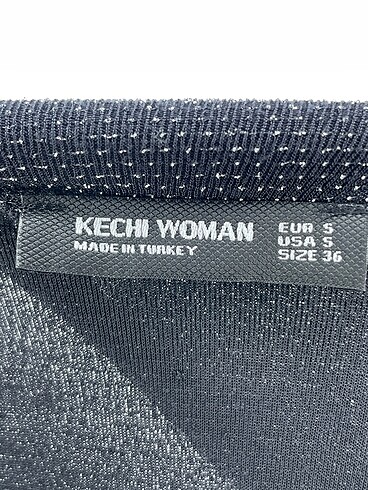 KECHI WOMAN
MADE IN TURKEY
EUR S
USA S
SIZE 36